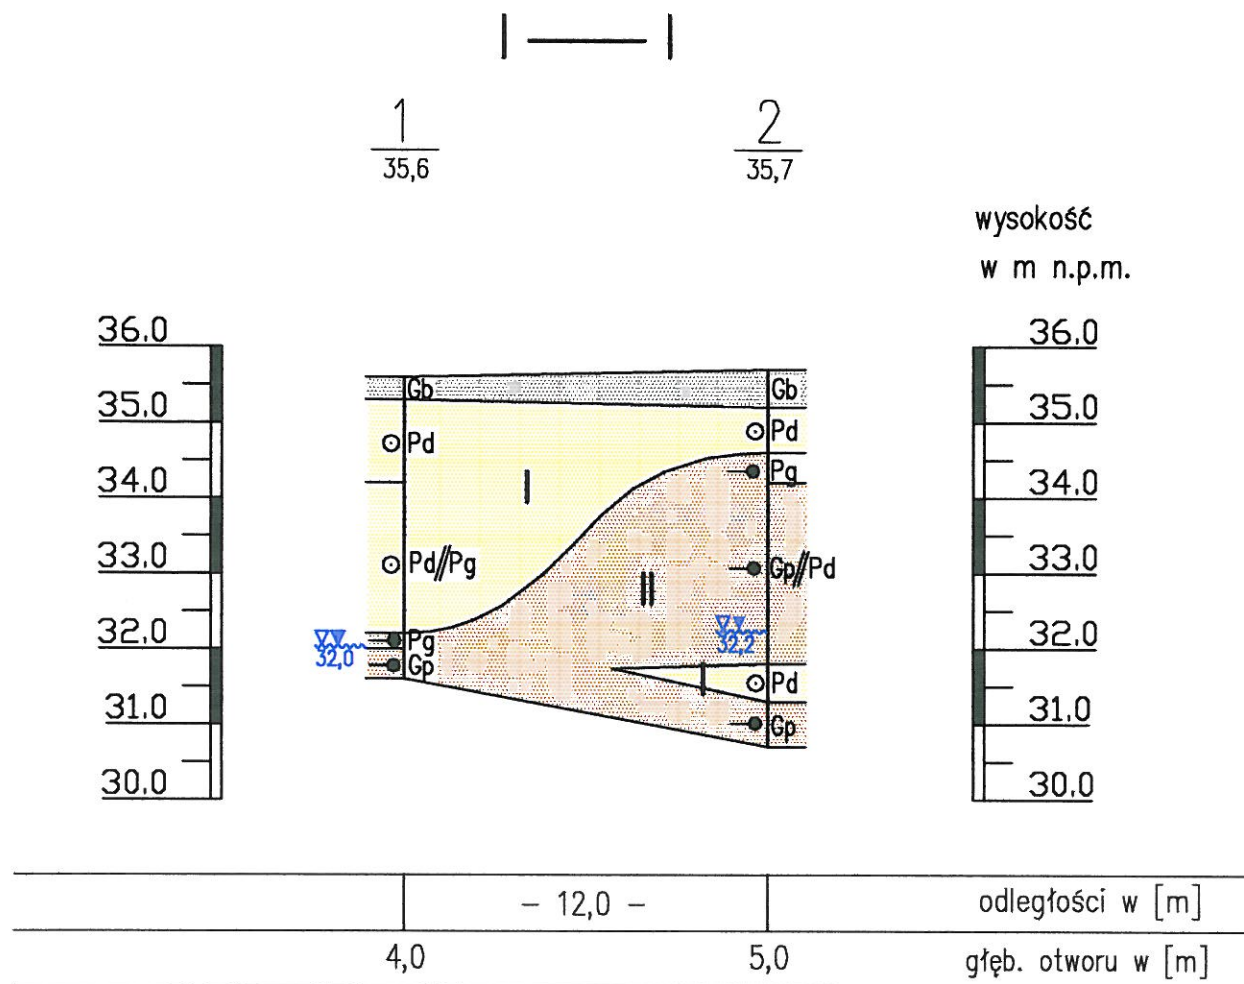 I — I
1 2
35,6 35,7
wysokość
w m n.p.m.
36.0 36.0
Gb Gb
35.0 35.0
Pd Pd
Pg
34.0 I 34.0
33.0 Pd//Pg Gp//Pd 33.0
II
32.0 Pg 32.0
32,0 32,2
Gp
I Pd
31.0 Gp 31.0
30.0 30.0
– 12,0 – odległości w [m]
4,0 5,0 głęb. otworu w [m]